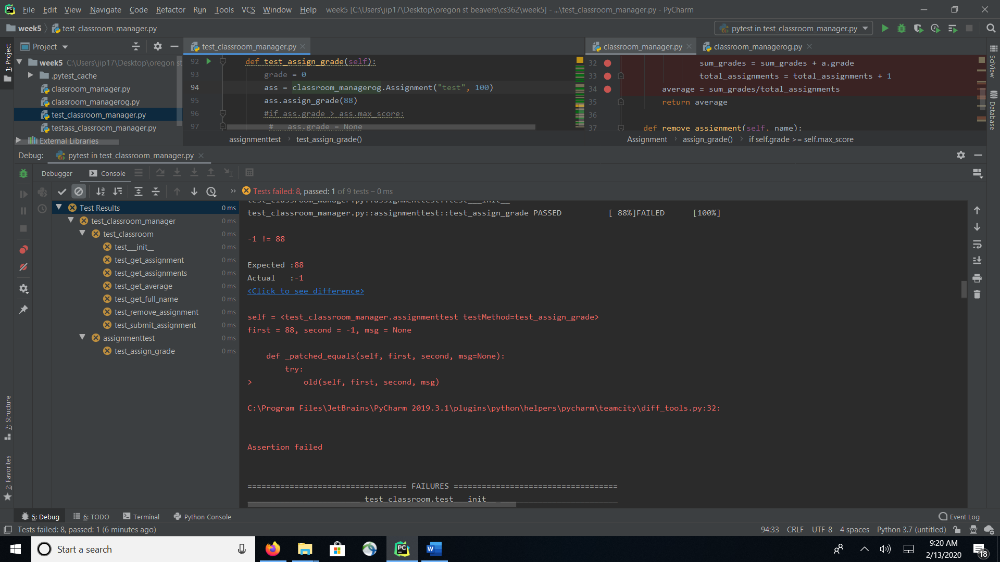 File Edit View Navigate Code Refactor Run Tools VCS Window Help week5 [C:\Users\jip17\Desktop\oregon st beavers\cs362\week5] - ...\test_classroom_manager.py - PyCharm
week5 test_classroom_manager.py pytest in test_classroom_manager.py
1: Project
Project
week5 C:\Users\jip17\Desktop\oregon st
.pytest_cache
classroom_manager.py
classroom_managerog.py
test_classroom_manager.py
testass_classroom_manager.py
External Libraries
test_classroom_manager.py
92 def test_assign_grade(self):
93 grade = 0
94 ass = classroom_managerog.Assignment("test", 100)
95 ass.assign_grade(88)
96 #if ass.grade > ass.max_score:
97 # ass.grade = None
assignmenttest test_assign_grade()
classroom_manager.py classroom_managerog.py
32 sum_grades = sum_grades + a.grade
33 total_assignments = total_assignments + 1
34 average = sum_grades/total_assignments
35 return average
36
37 def remove_assignment(self, name):
Assignment assign_grade() if self.grade >= self.max_score
SciView
Database
Debug: pytest in test_classroom_manager.py
Debugger Console
Tests failed: 8, passed: 1 of 9 tests – 0 ms
Test Results 0 ms
test_classroom_manager 0 ms
test_classroom 0 ms
test__init__ 0 ms
test_get_assignment 0 ms
test_get_assignments 0 ms
test_get_average 0 ms
test_get_full_name 0 ms
test_remove_assignment 0 ms
test_submit_assignment 0 ms
assignmenttest 0 ms
test_assign_grade 0 ms
test_classroom_manager.py::assignmenttest::test___init__
test_classroom_manager.py::assignmenttest::test_assign_grade PASSED [ 88%]FAILED [100%]
-1 != 88
Expected :88
Actual :-1
<Click to see difference>
self = <test_classroom_manager.assignmenttest testMethod=test_assign_grade>
first = 88, second = -1, msg = None
def _patched_equals(self, first, second, msg=None):
try:
> old(self, first, second, msg)
C:\Program Files\JetBrains\PyCharm 2019.3.1\plugins\python\helpers\pycharm\teamcity\diff_tools.py:32:
Assertion failed
================================== FAILURES ===================================
________________________ test_classroom.test___init__ _________________________
7: Structure
2: Favorites
5: Debug 6: TODO Terminal Python Console Event Log
Tests failed: 8, passed: 1 (6 minutes ago) 94:33 CRLF UTF-8 4 spaces Python 3.7 (untitled)
Start a search
PC
W
9:20 AM
2/13/2020
18